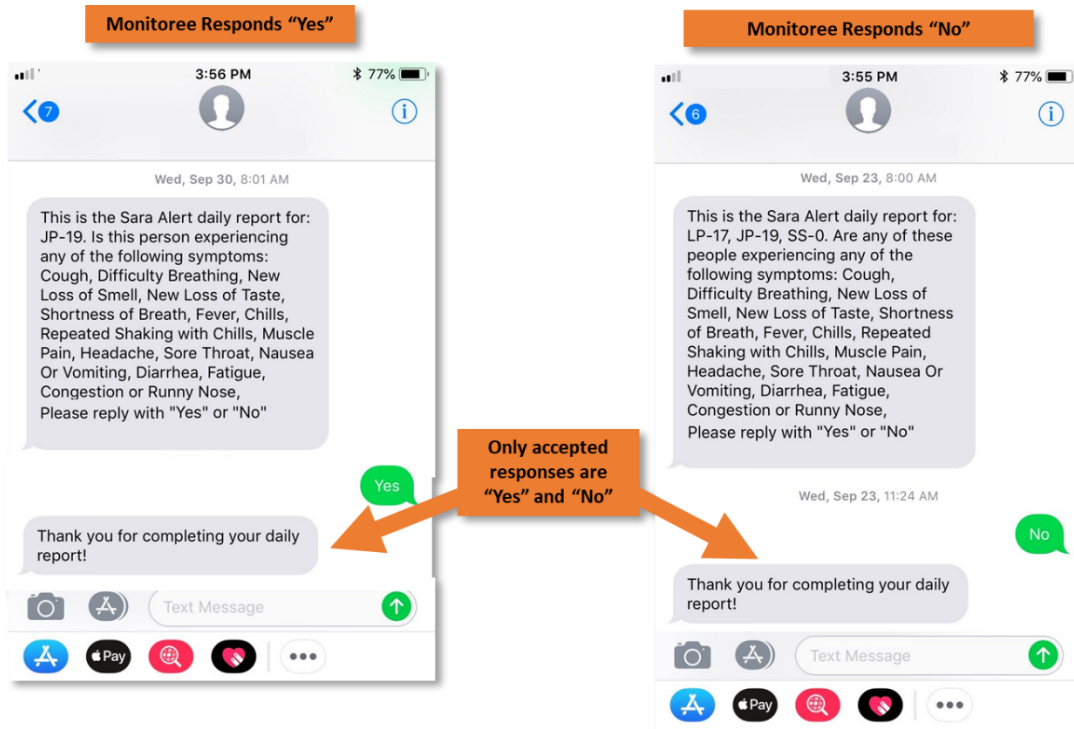 Monitoree Responds “Yes”
3:56 PM
77%
7
Wed, Sep 30, 8:01 AM
This is the Sara Alert daily report for:
JP-19. Is this person experiencing
any of the following symptoms:
Cough, Difficulty Breathing, New
Loss of Smell, New Loss of Taste,
Shortness of Breath, Fever, Chills,
Repeated Shaking with Chills, Muscle
Pain, Headache, Sore Throat, Nausea
Or Vomiting, Diarrhea, Fatigue,
Congestion or Runny Nose,
Please reply with "Yes" or "No"
Yes
Thank you for completing your daily
report!
Text Message
Pay
Only accepted
responses are
“Yes” and “No”
Monitoree Responds “No”
3:55 PM
77%
6
Wed, Sep 23, 8:00 AM
This is the Sara Alert daily report for:
LP-17, JP-19, SS-0. Are any of these
people experiencing any of the
following symptoms: Cough,
Difficulty Breathing, New Loss of
Smell, New Loss of Taste, Shortness
of Breath, Fever, Chills, Repeated
Shaking with Chills, Muscle Pain,
Headache, Sore Throat, Nausea Or
Vomiting, Diarrhea, Fatigue,
Congestion or Runny Nose,
Please reply with "Yes" or "No"
Wed, Sep 23, 11:24 AM
No
Thank you for completing your daily
report!
Text Message
Pay